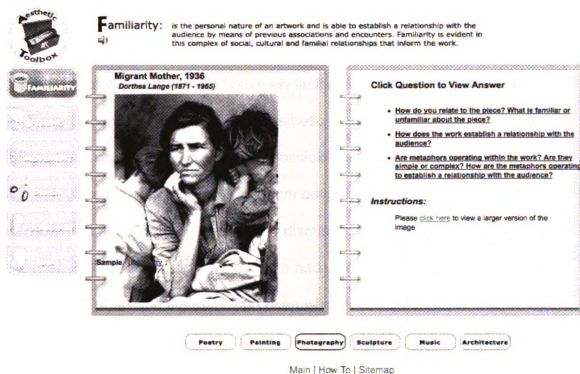 Aesthetic
Toolbox
Familiarity: is the personal nature of an artwork and is able to establish a relationship with the
audience by means of previous associations and encounters. Familiarity is evident in
this complex of social, cultural and familial relationships that inform the work.
FAMILIARITY
Migrant Mother, 1936
Dorthea Lange (1871 - 1965)
Sample
Click Question to View Answer
• How do you relate to the piece? What is familiar or
unfamiliar about the piece?
• How does the work establish a relationship with the
audience?
• Are metaphors operating within the work? Are they
simple or complex? How are the metaphors operating
to establish a relationship with the audience?
Instructions:
Please click here to view a larger version of the
image
Poetry Painting Photography Sculpture Music Architecture
Main | How To | Sitemap